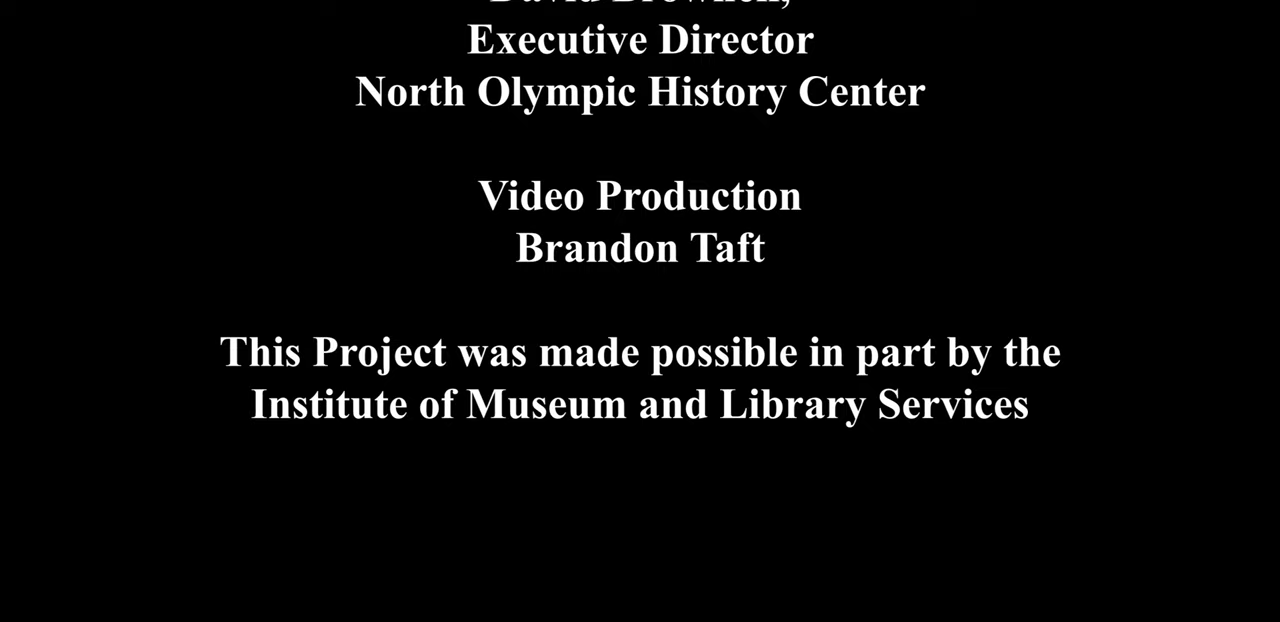 Executive Director
North Olympic History Center
Video Production
Brandon Taft
This Project was made possible in part by the
Institute of Museum and Library Services